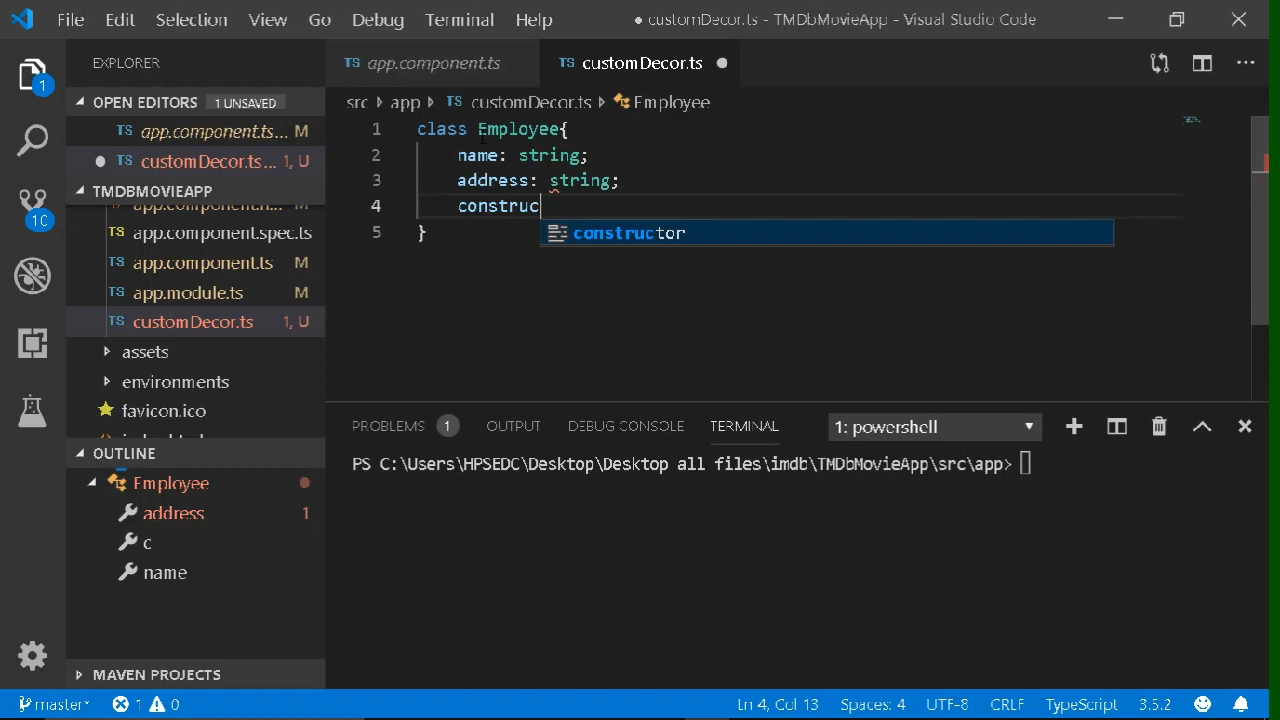 File Edit Selection View Go Debug Terminal Help
● customDecor.ts - TMDbMovieApp - Visual Studio Code
EXPLORER
OPEN EDITORS 1 UNSAVED
TS app.component.ts... M
● TS customDecor.ts... 1, U
TMDBMOVIEAPP
app.component.ts M
app.component.spec.ts
TS app.component.ts M
TS app.module.ts M
TS customDecor.ts 1, U
assets
environments
favicon.ico
OUTLINE
Employee
address 1
c
name
MAVEN PROJECTS
1
10
TS app.component.ts TS customDecor.ts ●
src app TS customDecor.ts Employee
1 class Employee{
2 name: string;
3 address: string;
4 construc
constructor
5 }
PROBLEMS 1 OUTPUT DEBUG CONSOLE TERMINAL 1: powershell
PS C:\Users\HPSEDC\Desktop\Desktop all files\imdb\TMDbMovieApp\src\app>
master* 1 0 Ln 4, Col 13 Spaces: 4 UTF-8 CRLF TypeScript 3.5.2